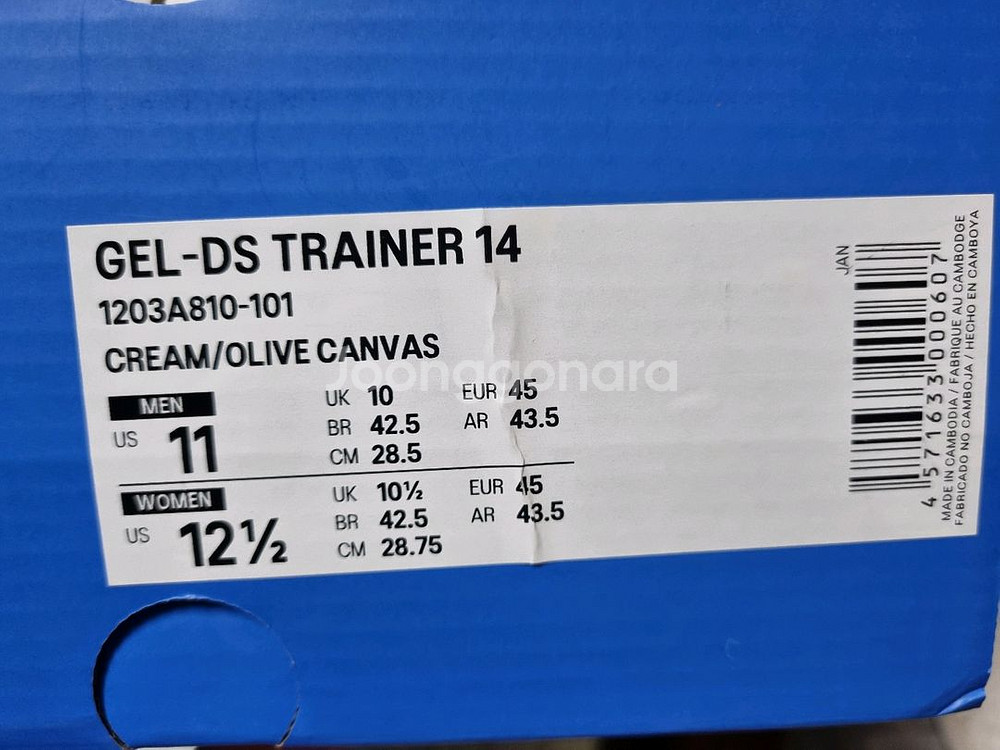 GEL-DS TRAINER 14
1203A810-101
CREAM/OLIVE CANVAS
Joonggonara
MEN
US 11
UK 10 EUR 45
BR 42.5 AR 43.5
CM 28.5
WOMEN
US 12½
UK 10½ EUR 45
BR 42.5 AR 43.5
CM 28.75
JAN
4 571633 000607
MADE IN CAMBODIA / FABRIQUE AU CAMBODGE
FABRICADO NO CAMBOJA / HECHO EN CAMBOYA